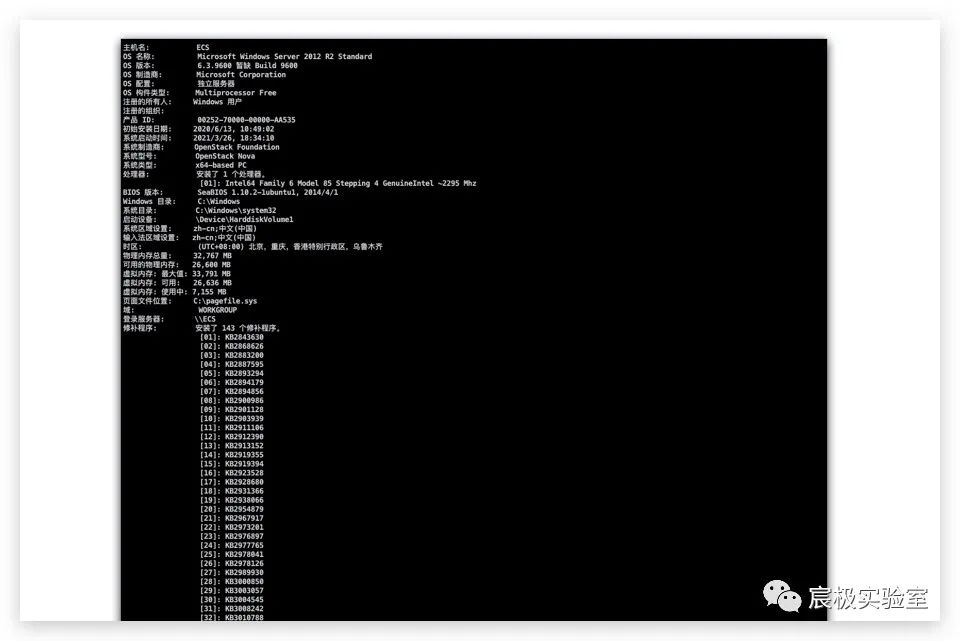 主机名: ECS
OS 名称: Microsoft Windows Server 2012 R2 Standard
OS 版本: 6.3.9600 暂缺 Build 9600
OS 制造商: Microsoft Corporation
OS 配置: 独立服务器
OS 构件类型: Multiprocessor Free
注册的所有人: Windows 用户
注册的组织:
产品 ID: 00252-70000-00000-AA535
初始安装日期: 2020/6/13, 10:49:02
系统启动时间: 2021/3/26, 18:34:10
系统制造商: OpenStack Foundation
系统型号: OpenStack Nova
系统类型: x64-based PC
处理器: 安装了 1 个处理器。
[01]: Intel64 Family 6 Model 85 Stepping 4 GenuineIntel ~2295 Mhz
BIOS 版本: SeaBIOS 1.10.2-1ubuntu1, 2014/4/1
Windows 目录: C:\Windows
系统目录: C:\Windows\system32
启动设备: \Device\HarddiskVolume1
系统区域设置: zh-cn;中文(中国)
输入法区域设置: zh-cn;中文(中国)
时区: (UTC+08:00) 北京，重庆，香港特别行政区，乌鲁木齐
物理内存总量: 32,767 MB
可用的物理内存: 26,600 MB
虚拟内存: 最大值: 33,791 MB
虚拟内存: 可用: 26,636 MB
虚拟内存: 使用中: 7,155 MB
页面文件位置: C:\pagefile.sys
域: WORKGROUP
登录服务器: \\ECS
修补程序: 安装了 143 个修补程序。
[01]: KB2843630
[02]: KB2868626
[03]: KB2883200
[04]: KB2887595
[05]: KB2893294
[06]: KB2894179
[07]: KB2894856
[08]: KB2900986
[09]: KB2901128
[10]: KB2903939
[11]: KB2911106
[12]: KB2912390
[13]: KB2913152
[14]: KB2919355
[15]: KB2919394
[16]: KB2923528
[17]: KB2928680
[18]: KB2931366
[19]: KB2938066
[20]: KB2954879
[21]: KB2967917
[22]: KB2973201
[23]: KB2976897
[24]: KB2977765
[25]: KB2978041
[26]: KB2978126
[27]: KB2989930
[28]: KB3000850
[29]: KB3003057
[30]: KB3004545
[31]: KB3008242
[32]: KB3010788
宸极实验室